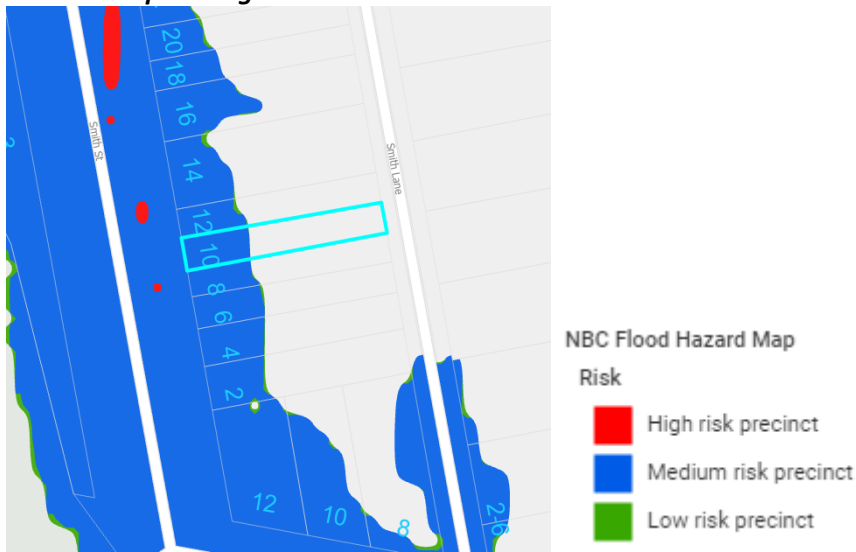 20
18
16
14
12
10
8
6
4
2
12
10
8
2-6
Smith St
Smith Lane
NBC Flood Hazard Map
Risk
High risk precinct
Medium risk precinct
Low risk precinct